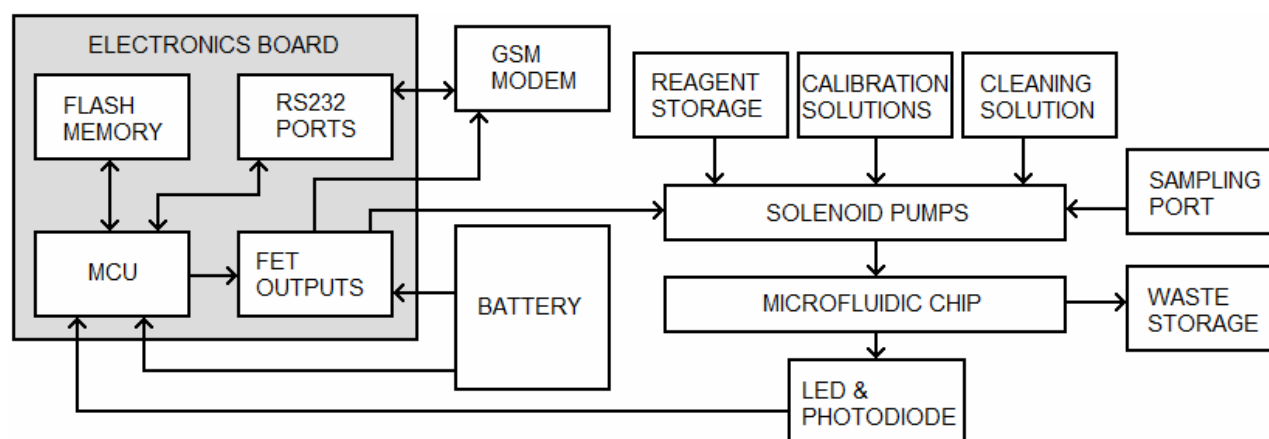 ELECTRONICS BOARD
FLASH
MEMORY
RS232
PORTS
GSM
MODEM
REAGENT
STORAGE
CALIBRATION
SOLUTIONS
CLEANING
SOLUTION
SAMPLING
PORT
SOLENOID PUMPS
MCU
FET
OUTPUTS
BATTERY
MICROFLUIDIC CHIP
WASTE
STORAGE
LED &
PHOTODIODE